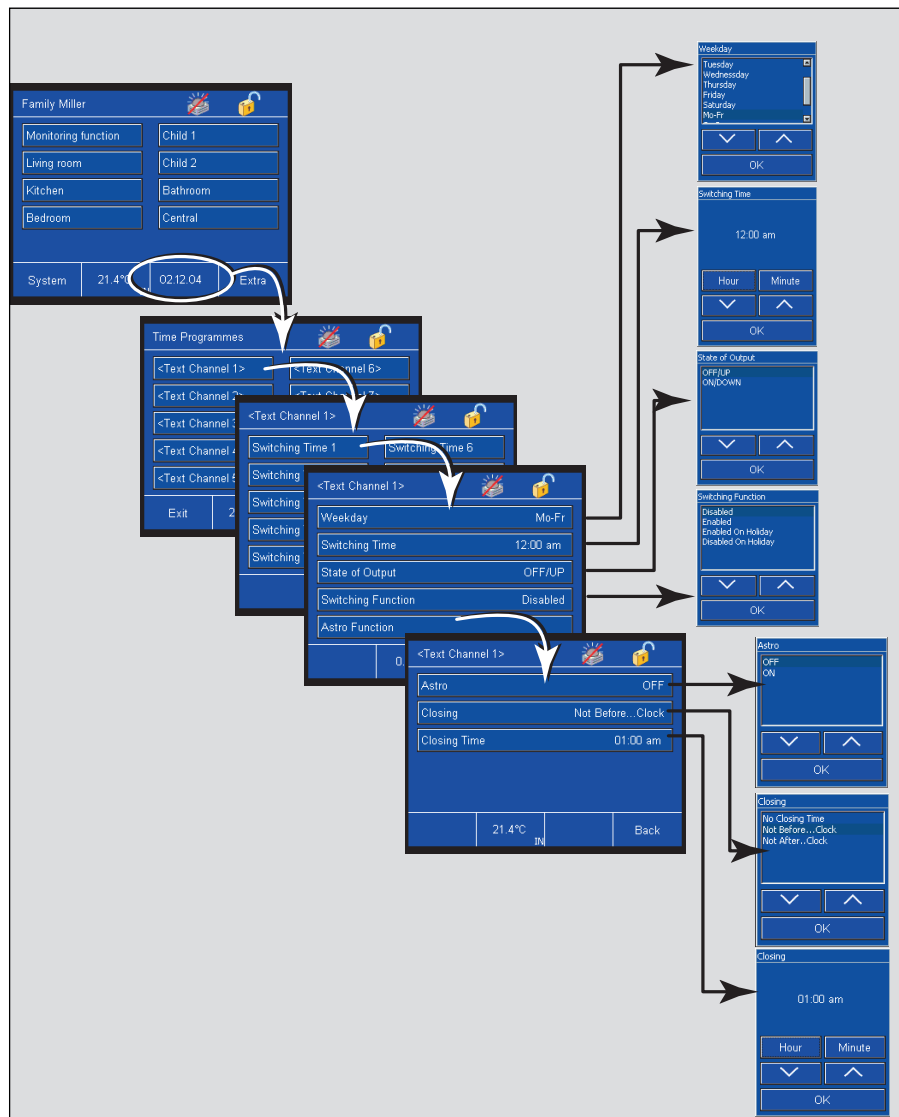 Family Miller
Monitoring function Child 1
Living room Child 2
Kitchen Bathroom
Bedroom Central
System 21.4°C 02.12.04 Extra
Time Programmes
<Text Channel 1> <Text Channel 6>
<Text Channel 2> <Text Channel 7>
<Text Channel 3
<Text Channel 4
<Text Channel 5
Exit 2
<Text Channel 1>
Switching Time 1 Switching Time 6
Switching
Switching
Switching
Switching
<Text Channel 1>
Weekday Mo-Fr
Switching Time 12:00 am
State of Output OFF/UP
Switching Function Disabled
Astro Function
0.
<Text Channel 1>
Astro OFF
Closing Not Before...Clock
Closing Time 01:00 am
21.4°C
IN
Back
Weekday
Tuesday
Wednessday
Thursday
Friday
Saturday
Mo-Fr
OK
Switching Time
12:00 am
Hour Minute
OK
State of Output
OFF/UP
ON/DOWN
OK
Switching Function
Disabled
Enabled
Enabled On Holiday
Disabled On Holiday
OK
Astro
OFF
ON
OK
Closing
No Closing Time
Not Before...Clock
Not After..Clock
OK
Closing
01:00 am
Hour Minute
OK